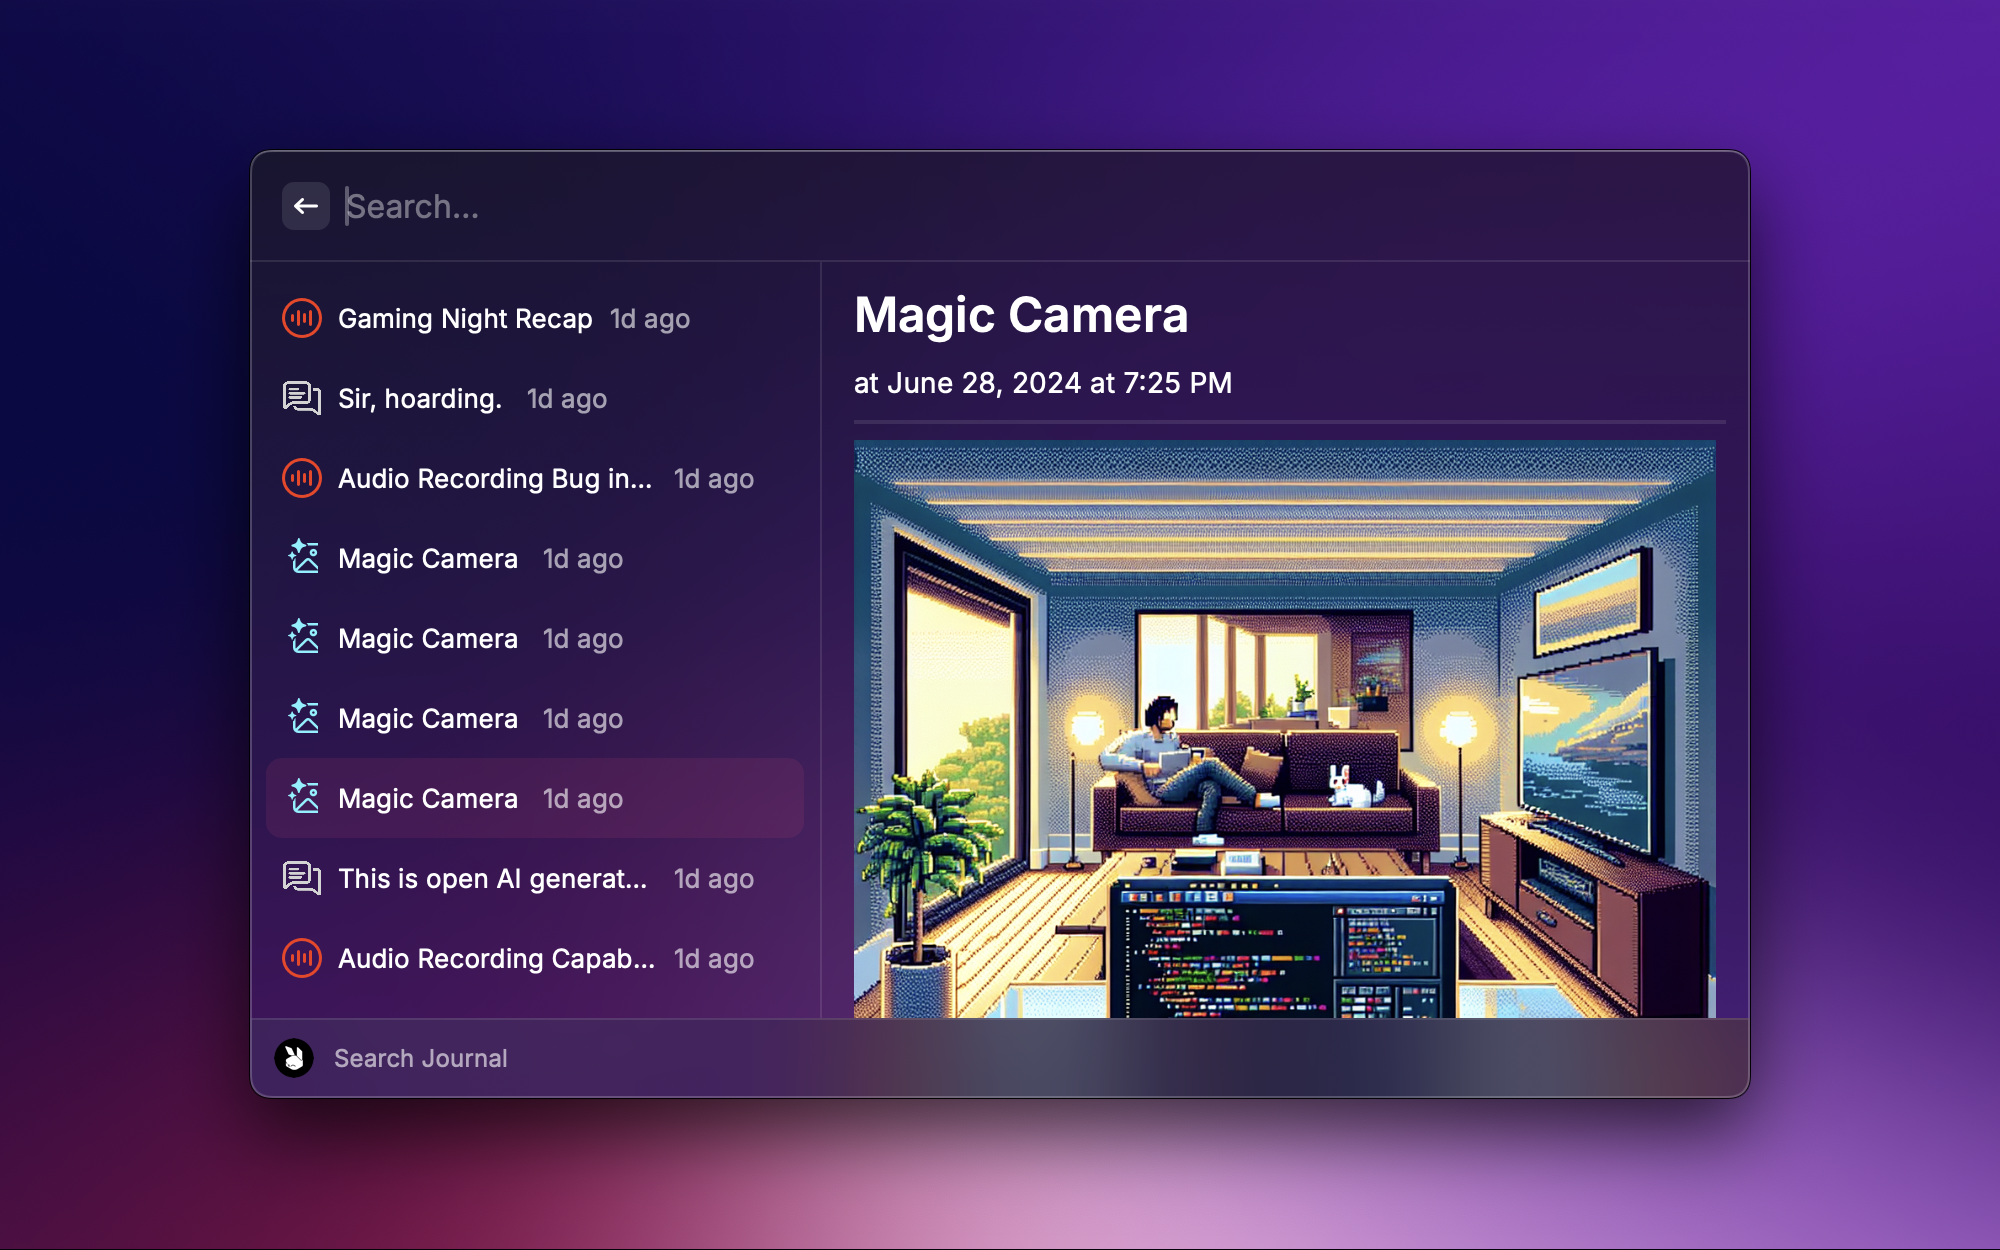 Search...
Gaming Night Recap 1d ago
Sir, hoarding. 1d ago
Audio Recording Bug in... 1d ago
Magic Camera 1d ago
Magic Camera 1d ago
Magic Camera 1d ago
Magic Camera 1d ago
This is open AI generat... 1d ago
Audio Recording Capab... 1d ago
Magic Camera
at June 28, 2024 at 7:25 PM
Search Journal